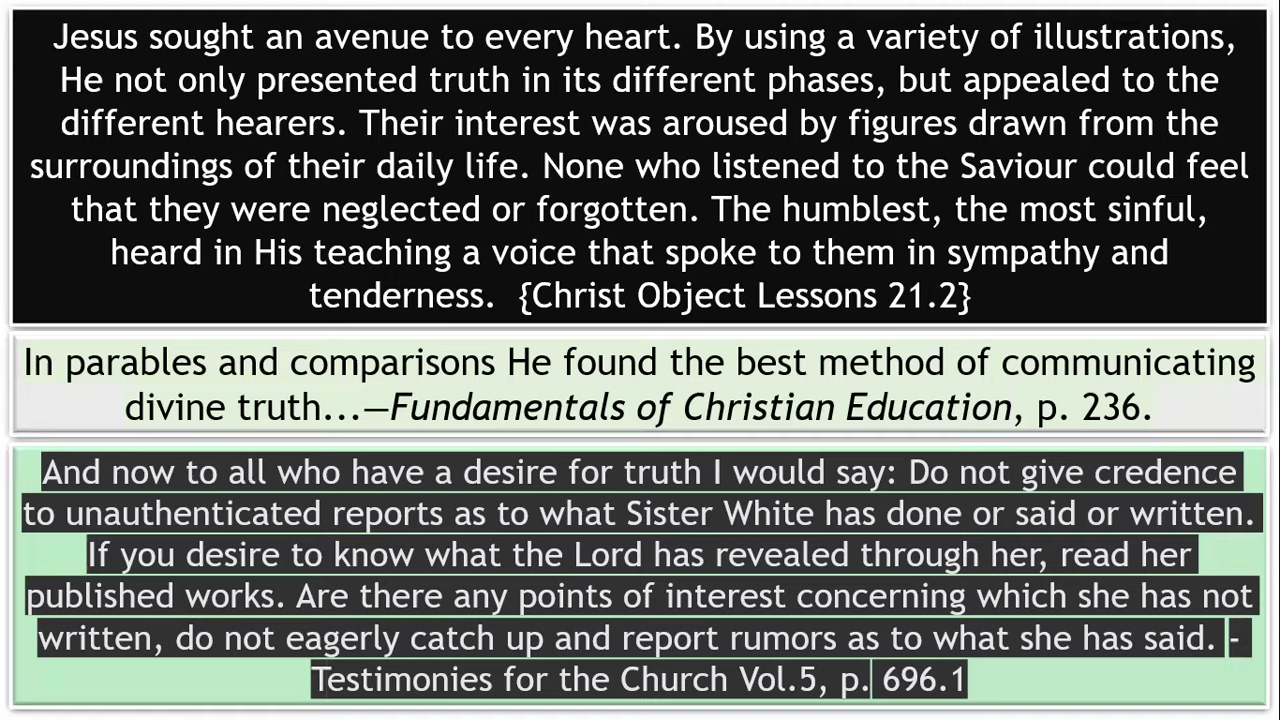 Jesus sought an avenue to every heart. By using a variety of illustrations,
He not only presented truth in its different phases, but appealed to the
different hearers. Their interest was aroused by figures drawn from the
surroundings of their daily life. None who listened to the Saviour could feel
that they were neglected or forgotten. The humblest, the most sinful,
heard in His teaching a voice that spoke to them in sympathy and
tenderness.  {Christ Object Lessons 21.2}
In parables and comparisons He found the best method of communicating
divine truth...—Fundamentals of Christian Education, p. 236.
And now to all who have a desire for truth I would say: Do not give credence
to unauthenticated reports as to what Sister White has done or said or written.
If you desire to know what the Lord has revealed through her, read her
published works. Are there any points of interest concerning which she has not
written, do not eagerly catch up and report rumors as to what she has said. -
Testimonies for the Church Vol.5, p. 696.1